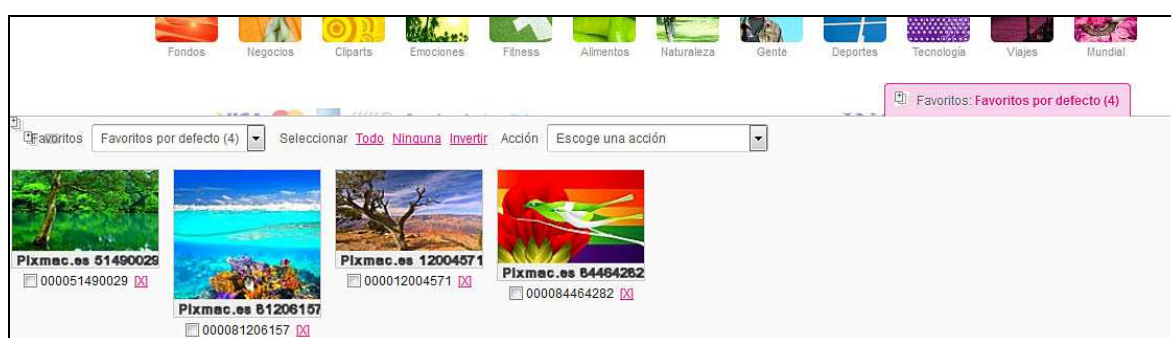 Fondos Negocios Cliparts Emociones Fitness Alimentos Naturaleza Gente Deportes Tecnología Viajes Mundial
Favoritos: Favoritos por defecto (4)
Favoritos Favoritos por defecto (4) Seleccionar Todo Ninguna Invertir Acción Escoge una acción
Pixmac.es 51490029
000051490029 [X]
Pixmac.es 81206157
000081206157 [X]
Pixmac.es 12004571
000012004571 [X]
Pixmac.es 84464282
000084464282 [X]